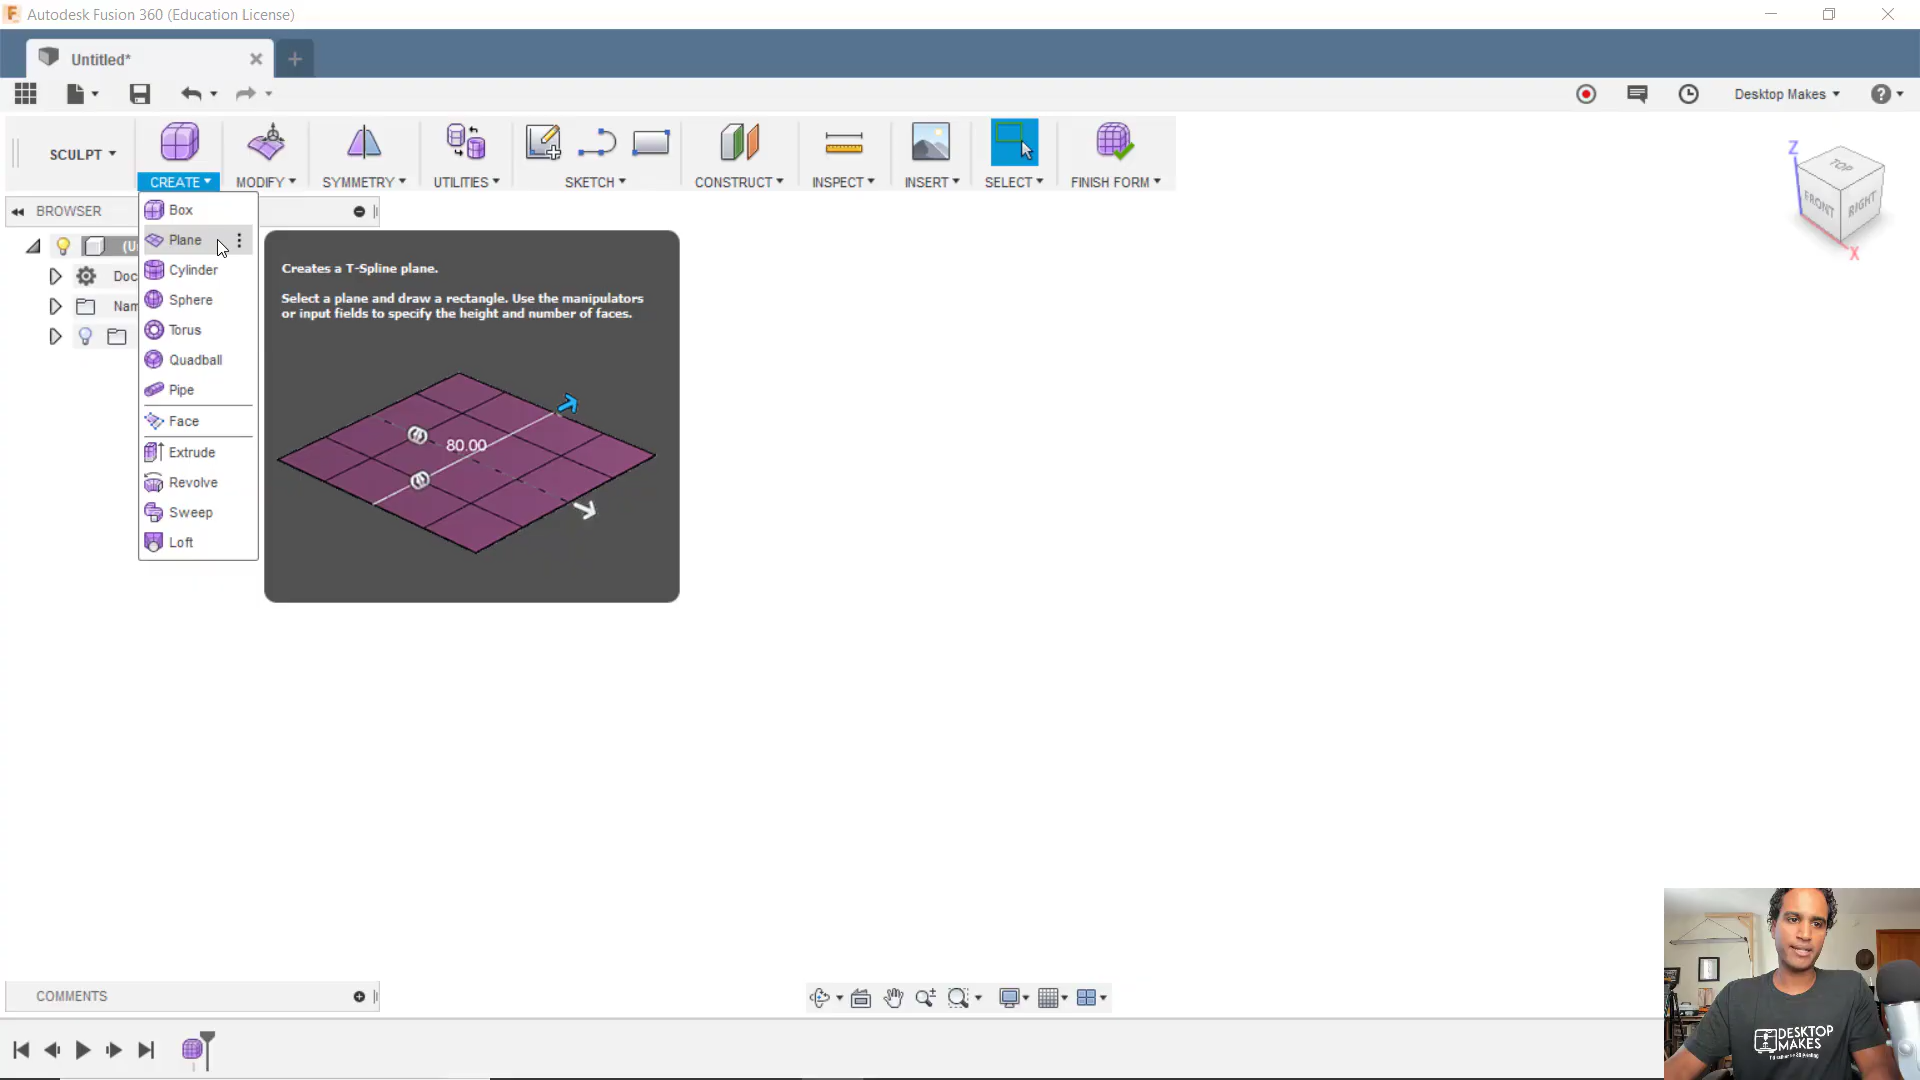 Autodesk Fusion 360 (Education License)
Untitled*
Desktop Makes
SCULPT
CREATE
MODIFY
SYMMETRY
UTILITIES
SKETCH
CONSTRUCT
INSPECT
INSERT
SELECT
FINISH FORM
Z
TOP
FRONT
RIGHT
X
BROWSER
(U
Doc
Nam
Box
Plane
Cylinder
Sphere
Torus
Quadball
Pipe
Face
Extrude
Revolve
Sweep
Loft
Creates a T-Spline plane.
Select a plane and draw a rectangle. Use the manipulators
or input fields to specify the height and number of faces.
80.00
COMMENTS
DESKTOP
MAKES